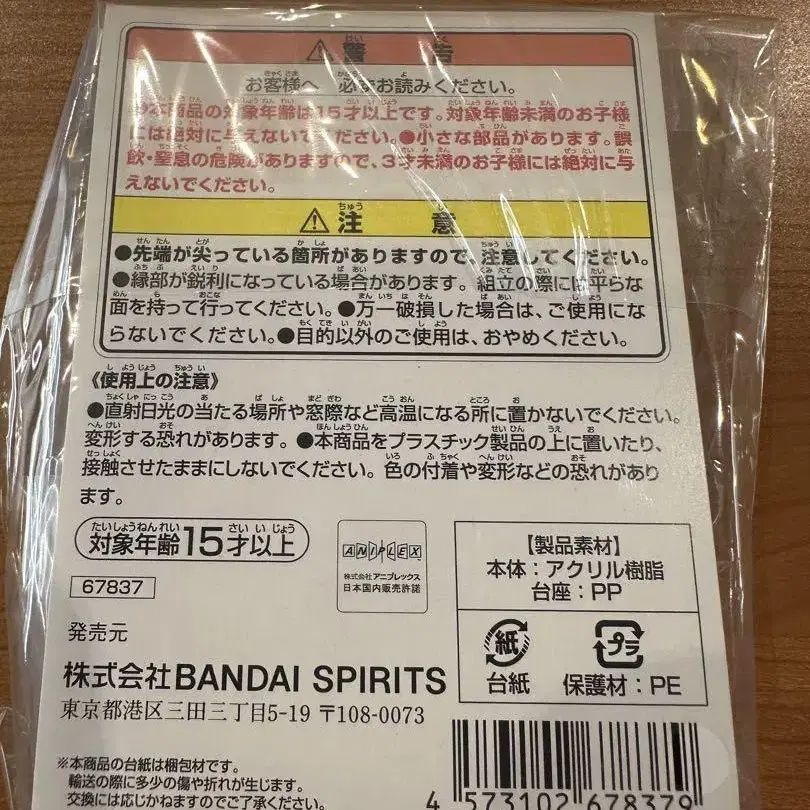 ⚠警 告
お客様へ 必ずお読みください。
●本商品の対象年齢は15才以上です。対象年齢未満のお子様
には絶対に与えないでください。●小さな部品があります。誤
飲・窒息の危険がありますので、3才未満のお子様には絶対に与
えないでください。
⚠注 意
●先端が尖っている箇所がありますので、注意してください。
●縁部が鋭利になっている場合があります。組立の際には平らな
面を持って行ってください。●万一破損した場合は、ご使用にな
らないでください。●目的以外のご使用は、おやめください。
《使用上の注意》
●直射日光の当たる場所や窓際など高温になる所に置かないでください。
変形する恐れがあります。●本商品をプラスチック製品の上に置いたり、
接触させたままにしないでください。色の付着や変形などの恐れがあり
ます。
対象年齢15才以上
67837
ANIPLEX
株式会社アニプレックス
日本国内販売許諾
【製品素材】
本体:アクリル樹脂
台座:PP
紙
台紙
プラ
保護材:PE
発売元
株式会社BANDAI SPIRITS
東京都港区三田三丁目5-19 〒108-0073
※本商品の台紙は梱包材です。
輸送の際に多少の傷や折れが生じます。
交換には応じかねますのでご了承ください。
4 573102 678379